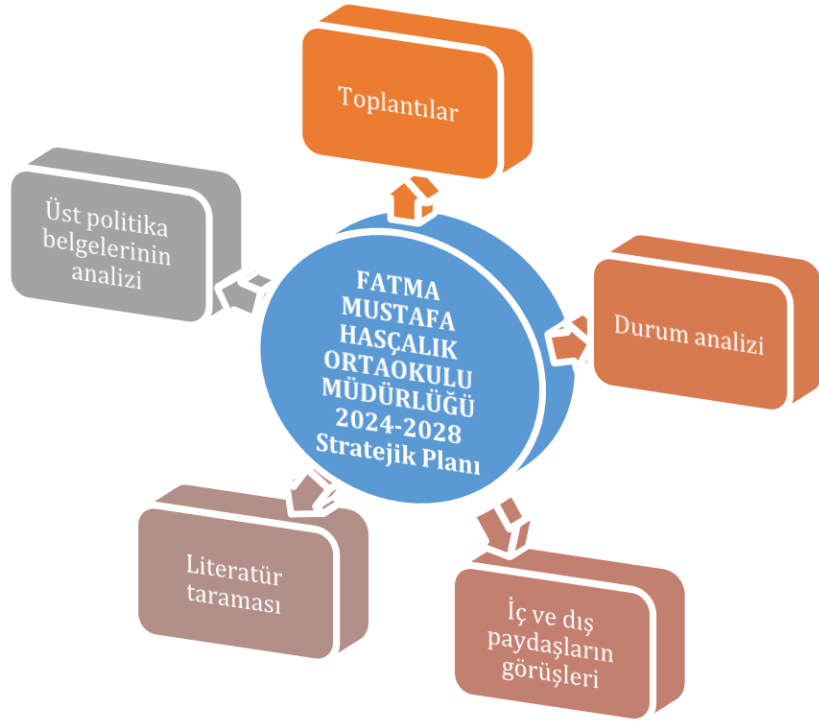 Toplantılar
Üst politika
belgelerinin
analizi
FATMA
MUSTAFA
HASÇALIK
ORTAOKULU
MÜDÜRLÜĞÜ
2024-2028
Stratejik Planı
Durum analizi
Literatür
taraması
İç ve dış
paydaşların
görüşleri